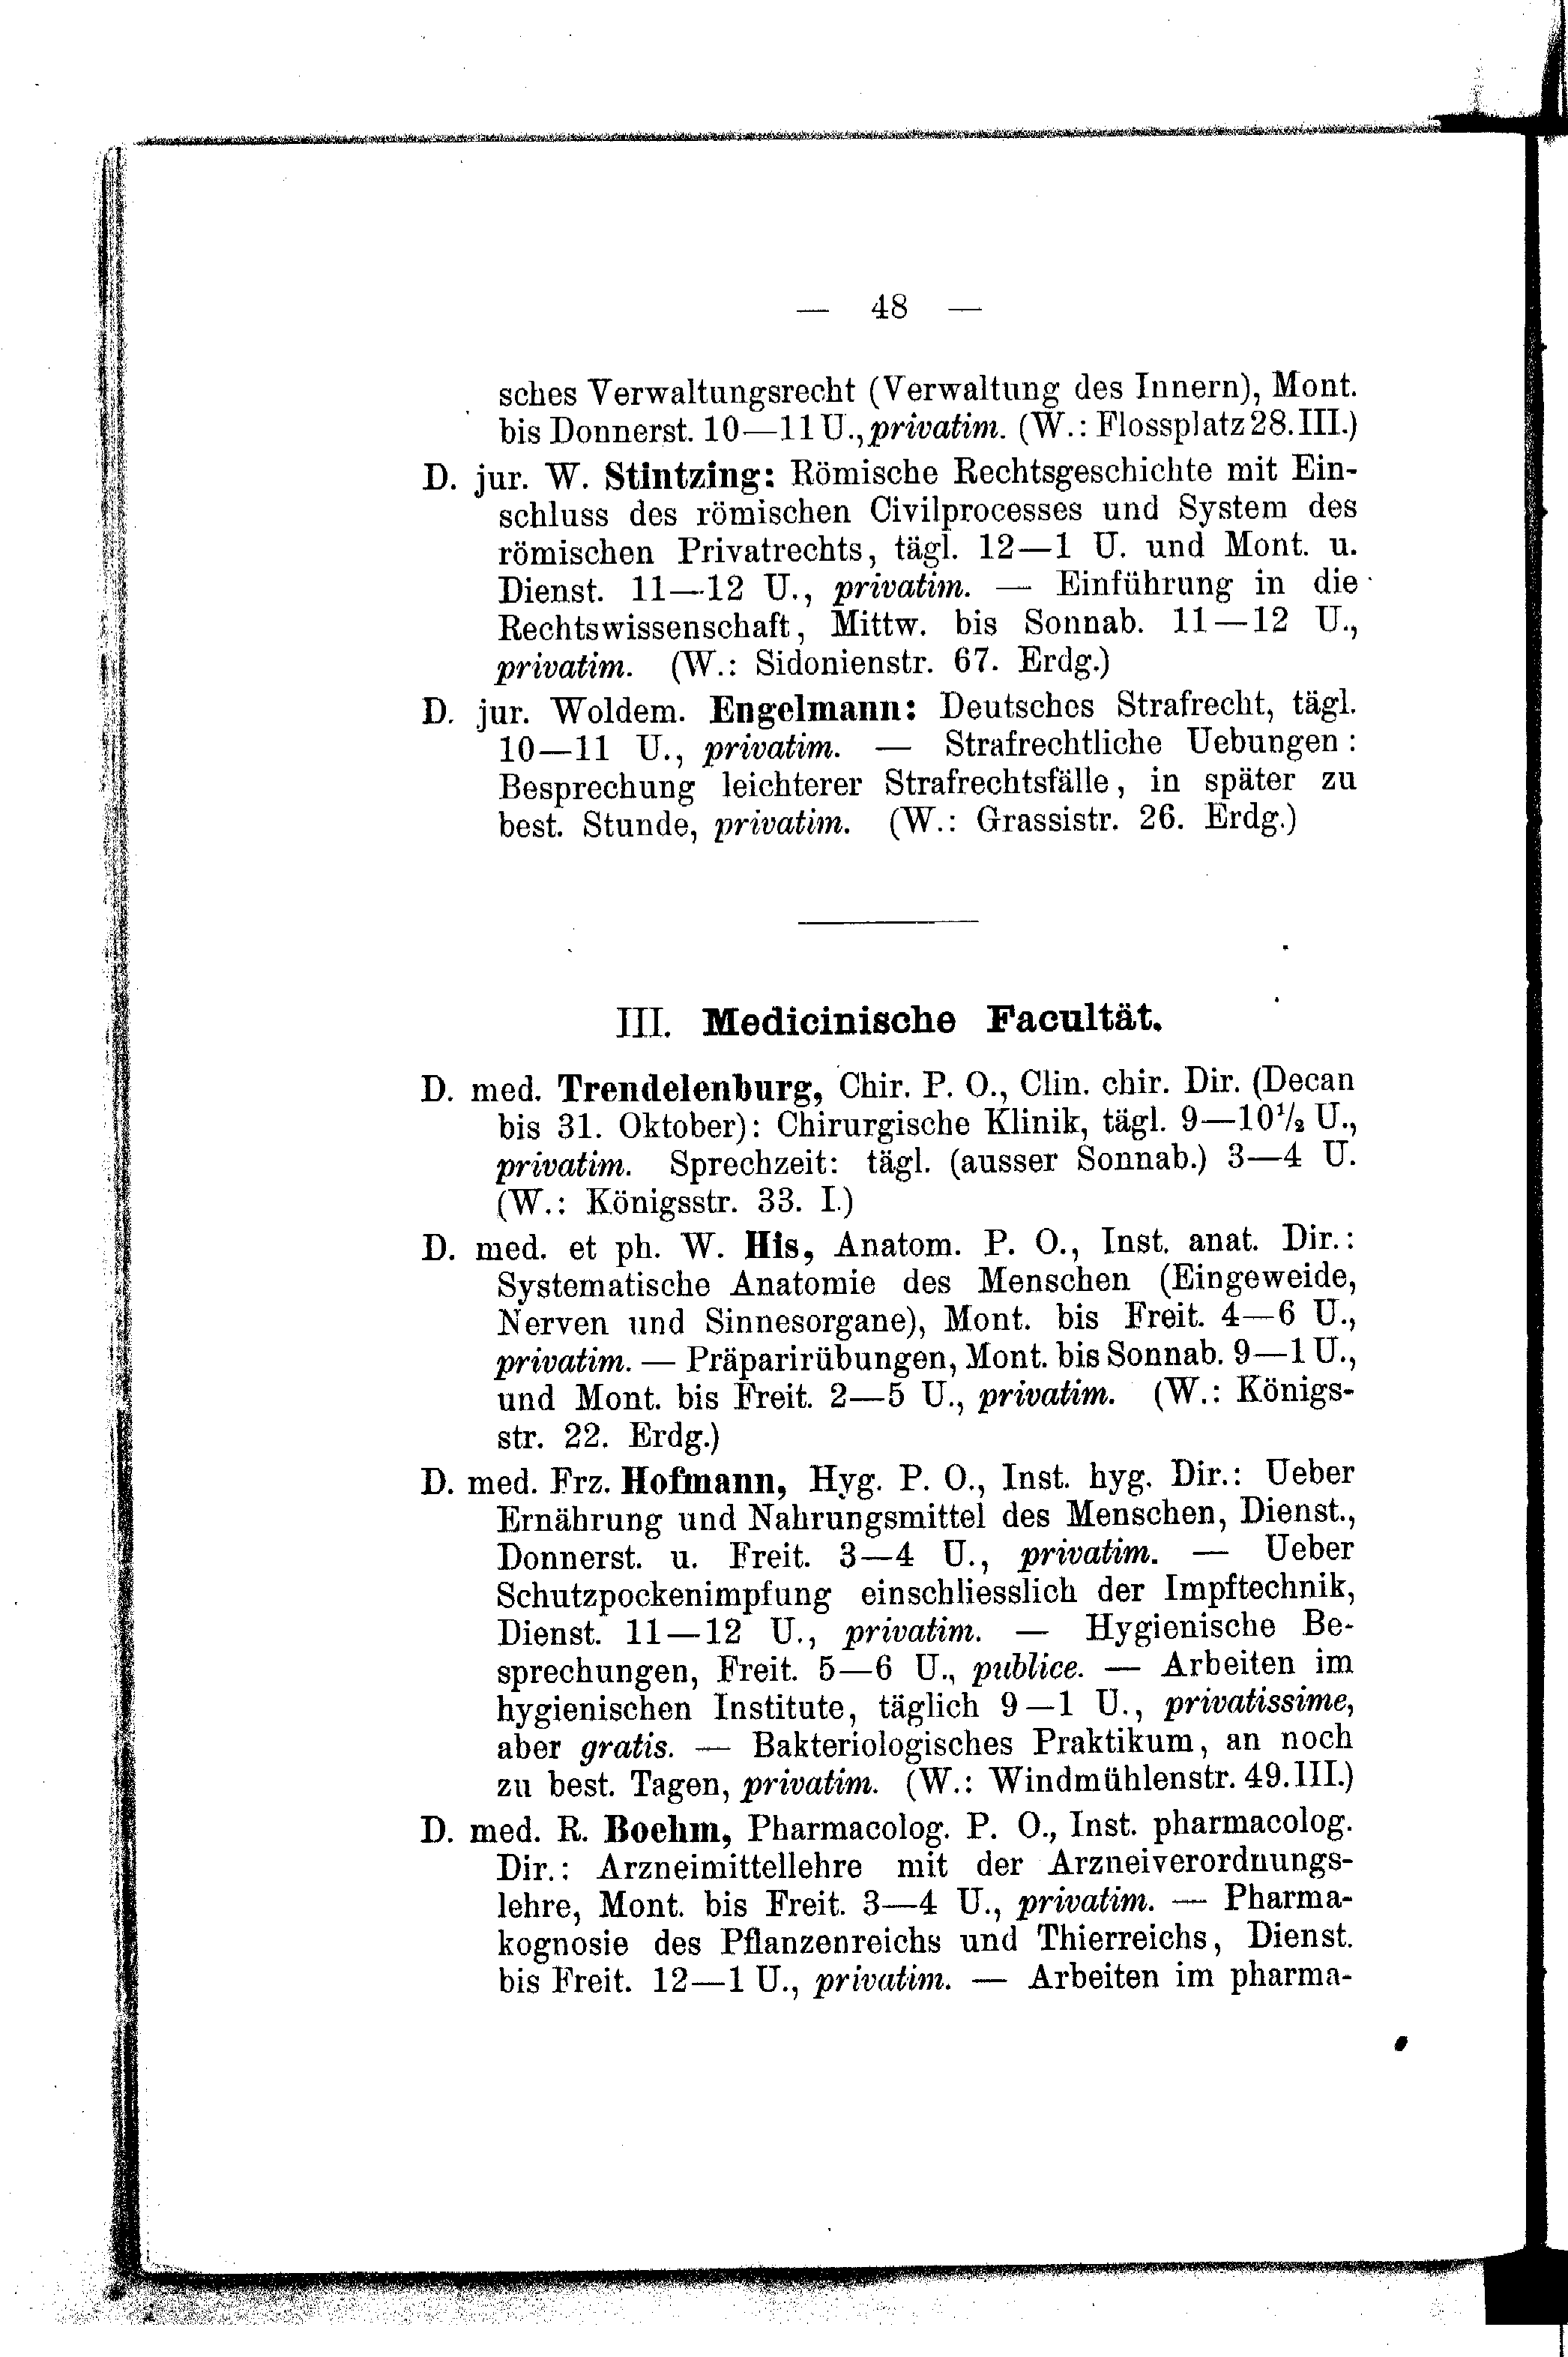 — 48 —
sches Verwaltungsrecht (Verwaltung des Innern), Mont.
bis Donnerst. 10—11 U., privatim. (W.: Flossplatz 28. III.)
D. jur. W. Stintzing: Römische Rechtsgeschichte mit Ein-
schluss des römischen Civilprocesses und System des
römischen Privatrechts, tägl. 12—1 U. und Mont. u.
Dienst. 11—12 U., privatim. — Einführung in die
Rechtswissenschaft, Mittw. bis Sonnab. 11—12 U.,
privatim. (W.: Sidonienstr. 67. Erdg.)
D. jur. Woldem. Engelmann: Deutsches Strafrecht, tägl.
10—11 U., privatim. — Strafrechtliche Uebungen:
Besprechung leichterer Strafrechtsfälle, in später zu
best. Stunde, privatim. (W.: Grassistr. 26. Erdg.)
III. Medicinische Facultät.
D. med. Trendelenburg, Chir. P. O., Clin. chir. Dir. (Decan
bis 31. Oktober): Chirurgische Klinik, tägl. 9—10½ U.,
privatim. Sprechzeit: tägl. (ausser Sonnab.) 3—4 U.
(W.: Königsstr. 33. I.)
D. med. et ph. W. His, Anatom. P. O., Inst. anat. Dir.:
Systematische Anatomie des Menschen (Eingeweide,
Nerven und Sinnesorgane), Mont. bis Freit. 4—6 U.,
privatim. — Präparirübungen, Mont. bis Sonnab. 9—1 U.,
und Mont. bis Freit. 2—5 U., privatim. (W.: Königs-
str. 22. Erdg.)
D. med. Frz. Hofmann, Hyg. P. O., Inst. hyg. Dir.: Ueber
Ernährung und Nahrungsmittel des Menschen, Dienst.,
Donnerst. u. Freit. 3—4 U., privatim. — Ueber
Schutzpockenimpfung einschliesslich der Impftechnik,
Dienst. 11—12 U., privatim. — Hygienische Be-
sprechungen, Freit. 5—6 U., publice. — Arbeiten im
hygienischen Institute, täglich 9—1 U., privatissime,
aber gratis. — Bakteriologisches Praktikum, an noch
zu best. Tagen, privatim. (W.: Windmühlenstr. 49. III.)
D. med. R. Boehm, Pharmacolog. P. O., Inst. pharmacolog.
Dir.: Arzneimittellehre mit der Arzneiverordnungs-
lehre, Mont. bis Freit. 3—4 U., privatim. — Pharma-
kognosie des Pflanzenreichs und Thierreichs, Dienst.
bis Freit. 12—1 U., privatim. — Arbeiten im pharma-